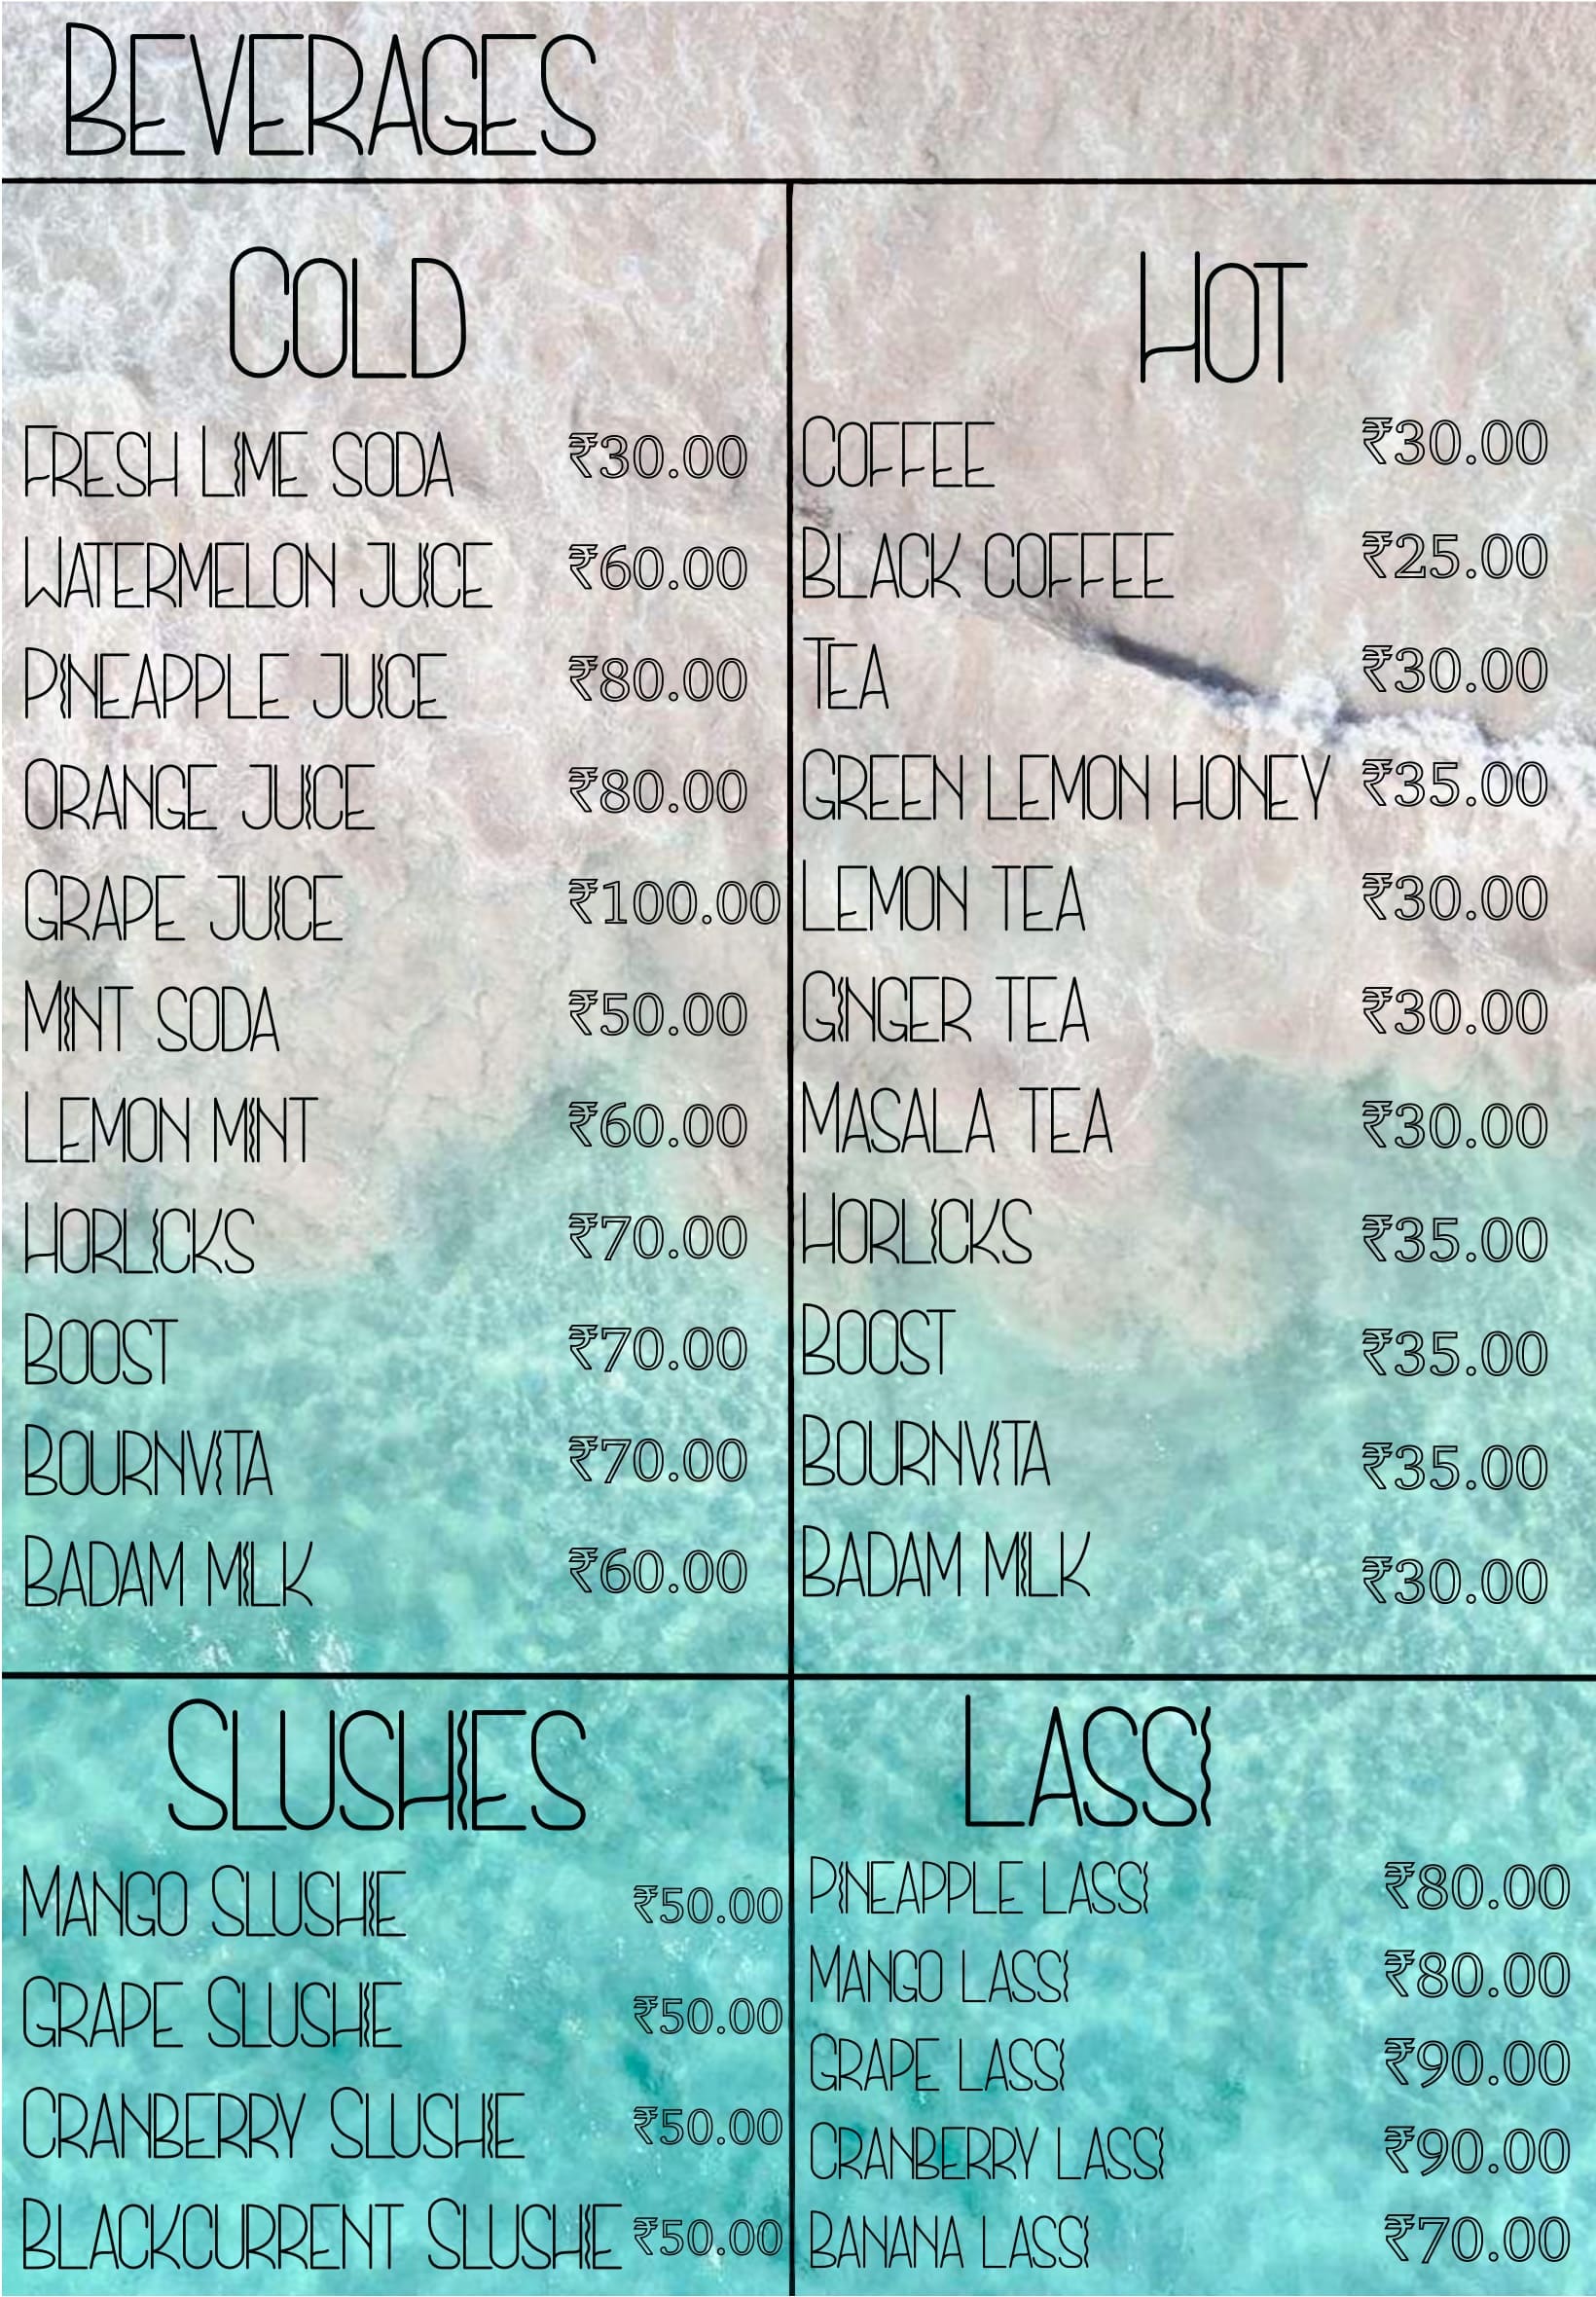 BEVERAGES
COLD
FRESH LIME SODA ₹30.00
WATERMELON JUICE ₹60.00
PINEAPPLE JUICE ₹80.00
ORANGE JUICE ₹80.00
GRAPE JUICE ₹100.00
MINT SODA ₹50.00
LEMON MINT ₹60.00
HORLICKS ₹70.00
BOOST ₹70.00
BOURNVITA ₹70.00
BADAM MILK ₹60.00
HOT
COFFEE ₹30.00
BLACK COFFEE ₹25.00
TEA ₹30.00
GREEN LEMON HONEY ₹35.00
LEMON TEA ₹30.00
GINGER TEA ₹30.00
MASALA TEA ₹30.00
HORLICKS ₹35.00
BOOST ₹35.00
BOURNVITA ₹35.00
BADAM MILK ₹30.00
SLUSHIES
MANGO SLUSHIE ₹50.00
GRAPE SLUSHIE ₹50.00
CRANBERRY SLUSHIE ₹50.00
BLACKCURRENT SLUSHIE ₹50.00
LASSI
PINEAPPLE LASSI ₹80.00
MANGO LASSI ₹80.00
GRAPE LASSI ₹90.00
CRANBERRY LASSI ₹90.00
BANANA LASSI ₹70.00